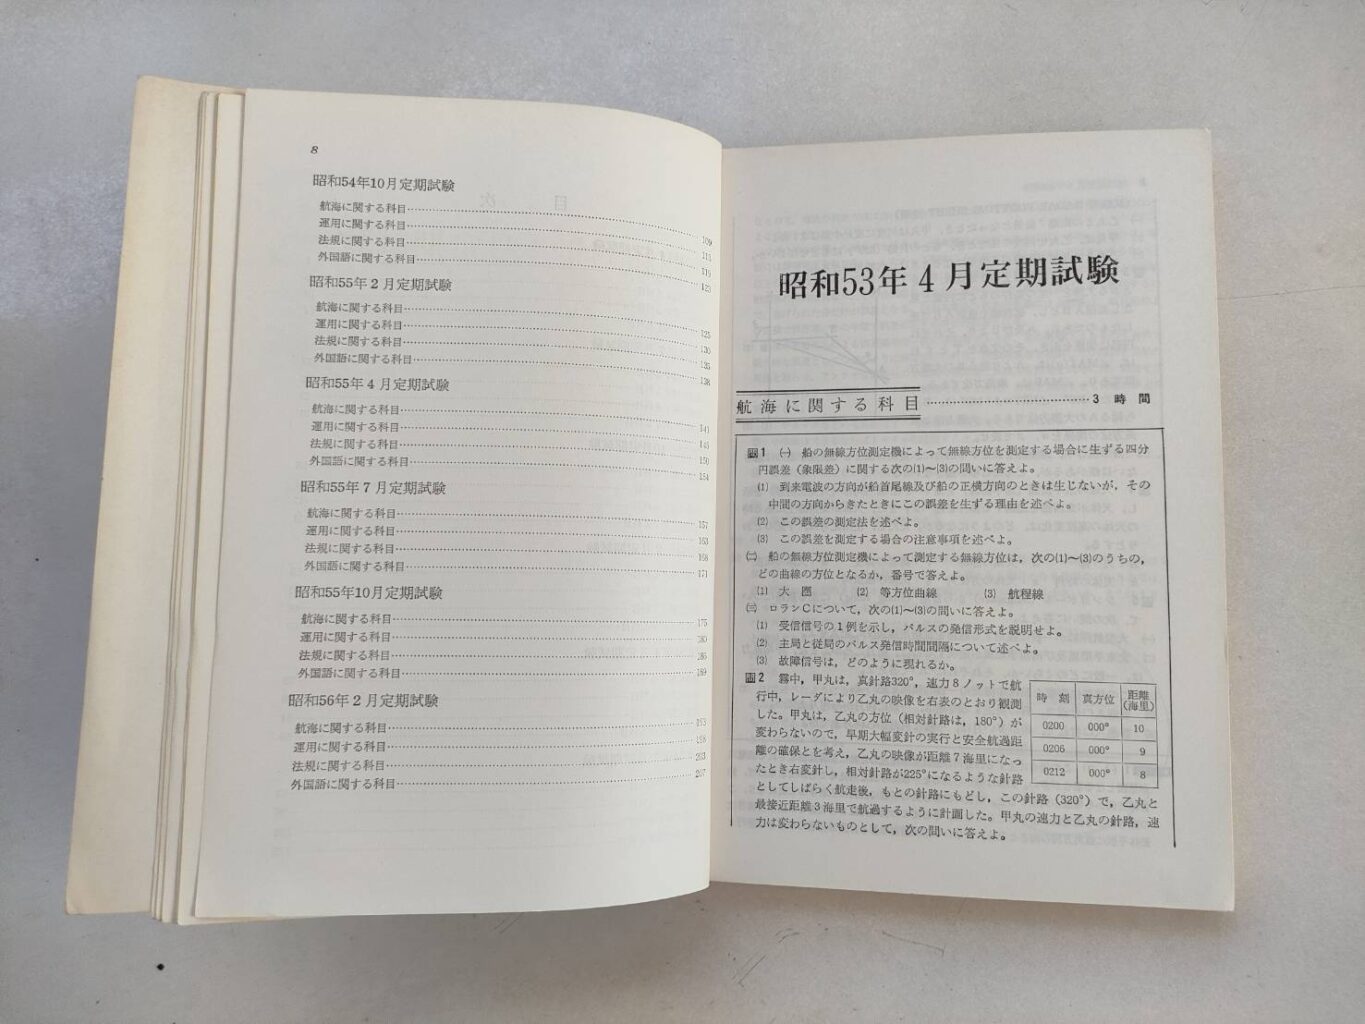 8
昭和54年10月定期試験
航海に関する科目……109
運用に関する科目……111
法規に関する科目……116
外国語に関する科目……123
昭和55年2月定期試験
航海に関する科目……125
運用に関する科目……130
法規に関する科目……135
外国語に関する科目……138
昭和55年4月定期試験
航海に関する科目……141
運用に関する科目……145
法規に関する科目……150
外国語に関する科目……154
昭和55年7月定期試験
航海に関する科目……157
運用に関する科目……163
法規に関する科目……168
外国語に関する科目……171
昭和55年10月定期試験
航海に関する科目……175
運用に関する科目……180
法規に関する科目……186
外国語に関する科目……189
昭和56年2月定期試験
航海に関する科目……193
運用に関する科目……198
法規に関する科目……203
外国語に関する科目……207
昭和53年4月定期試験
航海に関する科目……3時間
問1 ㈠ 船の無線方位測定機によって無線方位を測定する場合に生ずる四分
円誤差（象限差）に関する次の⑴〜⑶の問いに答えよ。
⑴ 到来電波の方向が船首尾線及び船の正横方向のときは生じないが，その
中間の方向からきたときにこの誤差を生ずる理由を述べよ。
⑵ この誤差の測定法を述べよ。
⑶ この誤差を測定する場合の注意事項を述べよ。
㈡ 船の無線方位測定機によって測定する無線方位は，次の⑴〜⑶のうちの，
どの曲線の方位となるか，番号で答えよ。
⑴ 大圏 ⑵ 等方位曲線 ⑶ 航程線
㈢ ロランCについて，次の⑴〜⑶の問いに答えよ。
⑴ 受信信号の1例を示し，パルスの発信形式を説明せよ。
⑵ 主局と従局のパルス発信時間間隔について述べよ。
⑶ 故障信号は，どのように現れるか。
問2 霧中，甲丸は，真針路320°，速力8ノットで航
行中，レーダにより乙丸の映像を右表のとおり観測
した。甲丸は，乙丸の方位（相対針路は，180°）が
変わらないので，早期大幅変針の実行と安全航過距
離の確保とを考え，乙丸の映像が距離7海里になっ
たとき右変針し，相対針路が225°になるような針路
としてしばらく航走後，もとの針路にもどし，この針路（320°）で，乙丸と
最接近距離3海里で航過するように計画した。甲丸の速力と乙丸の針路，速
力は変わらないものとして，次の問いに答えよ。
時刻 真方位 距離（海里）
0200 000° 10
0206 000° 9
0212 000° 8